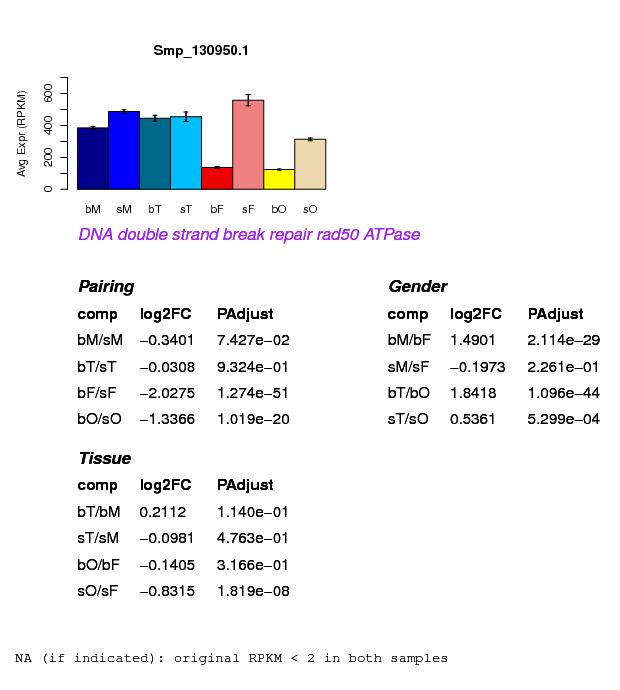 Smp_130950.1
Avg Expr (RPKM)
0 200 400 600
bM sM bT sT bF sF bO sO
DNA double strand break repair rad50 ATPase
Pairing
comp log2FC PAdjust
bM/sM −0.3401 7.427e−02
bT/sT −0.0308 9.324e−01
bF/sF −2.0275 1.274e−51
bO/sO −1.3366 1.019e−20
Gender
comp log2FC PAdjust
bM/bF 1.4901 2.114e−29
sM/sF −0.1973 2.261e−01
bT/bO 1.8418 1.096e−44
sT/sO 0.5361 5.299e−04
Tissue
comp log2FC PAdjust
bT/bM 0.2112 1.140e−01
sT/sM −0.0981 4.763e−01
bO/bF −0.1405 3.166e−01
sO/sF −0.8315 1.819e−08
NA (if indicated): original RPKM < 2 in both samples